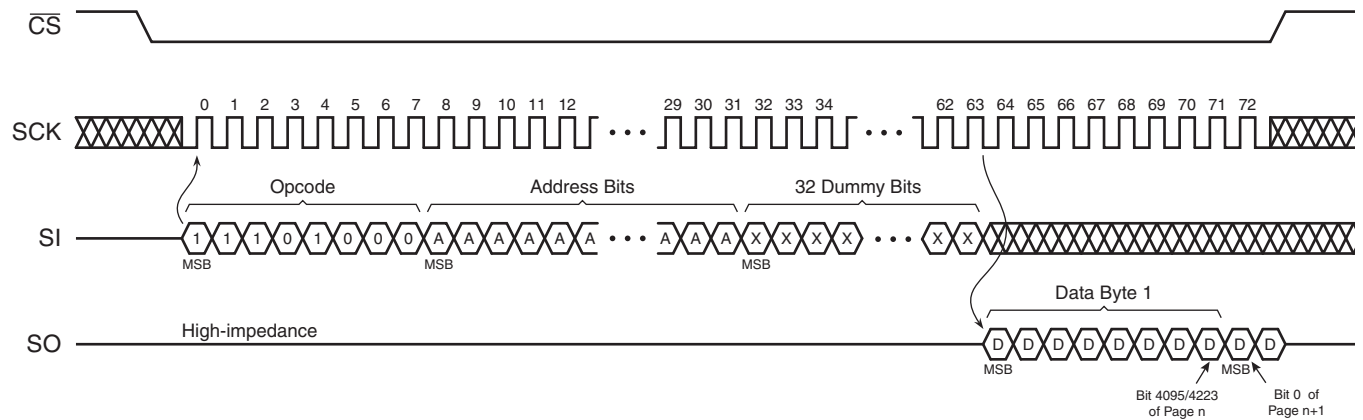 CS
0 1 2 3 4 5 6 7 8 9 10 11 12 29 30 31 32 33 34 62 63 64 65 66 67 68 69 70 71 72
SCK
Opcode Address Bits 32 Dummy Bits
SI 1 1 1 0 1 0 0 0 A A A A A A A A A X X X X X X
MSB MSB MSB
Data Byte 1
High-impedance
SO D D D D D D D D D D
MSB MSB
Bit 4095/4223 of Page n
Bit 0 of Page n+1